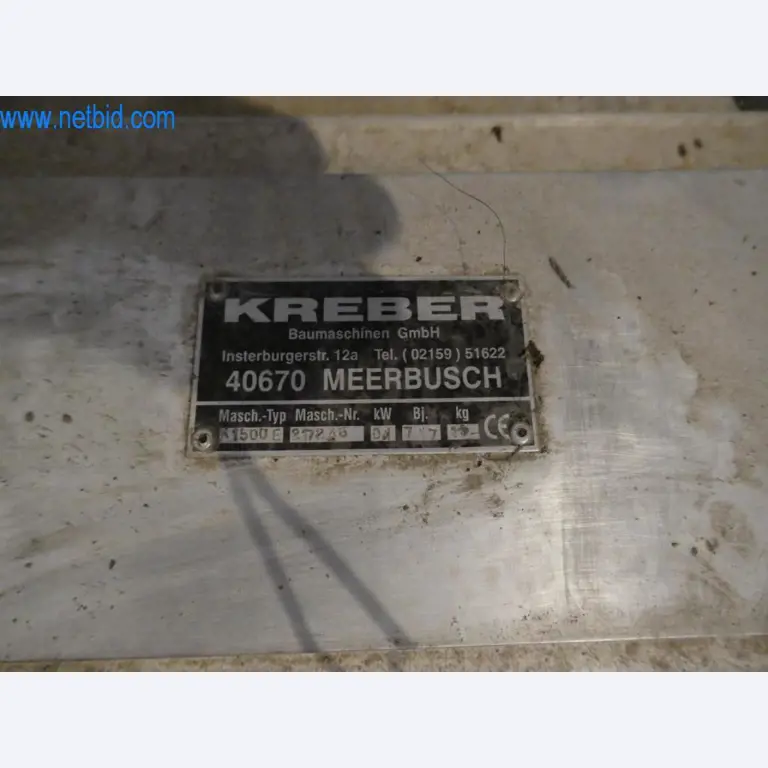 www.netbid.com
KREBER
Baumaschinen GmbH
Insterburgerstr. 12a Tel. ( 02159 ) 51622
40670 MEERBUSCH
Masch.-Typ Masch.-Nr. kW Bj. kg
CE